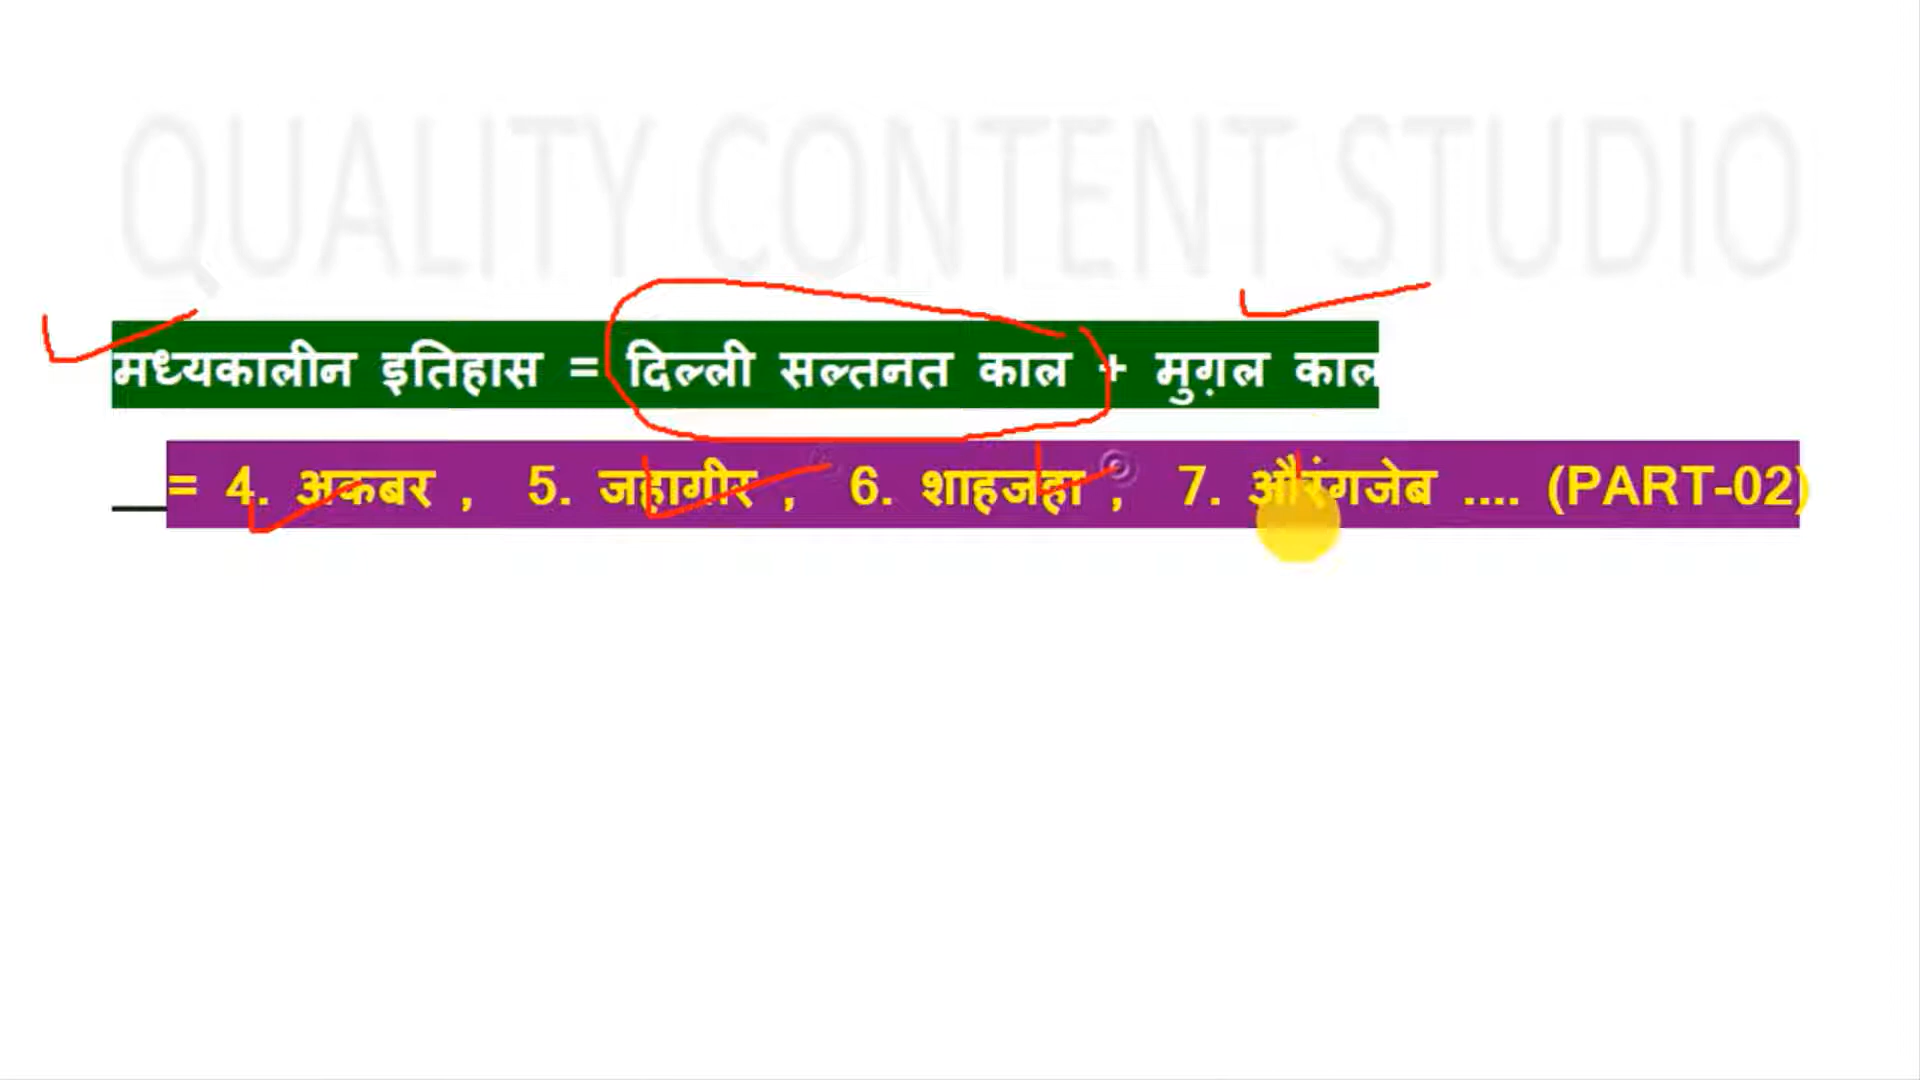 QUALITY CONTENT STUDIO
मध्यकालीन इतिहास = दिल्ली सल्तनत काल + मुग़ल काल
= 4. अकबर , 5. जहागीर , 6. शाहजहा , 7. औरंगजेब .... (PART-02)